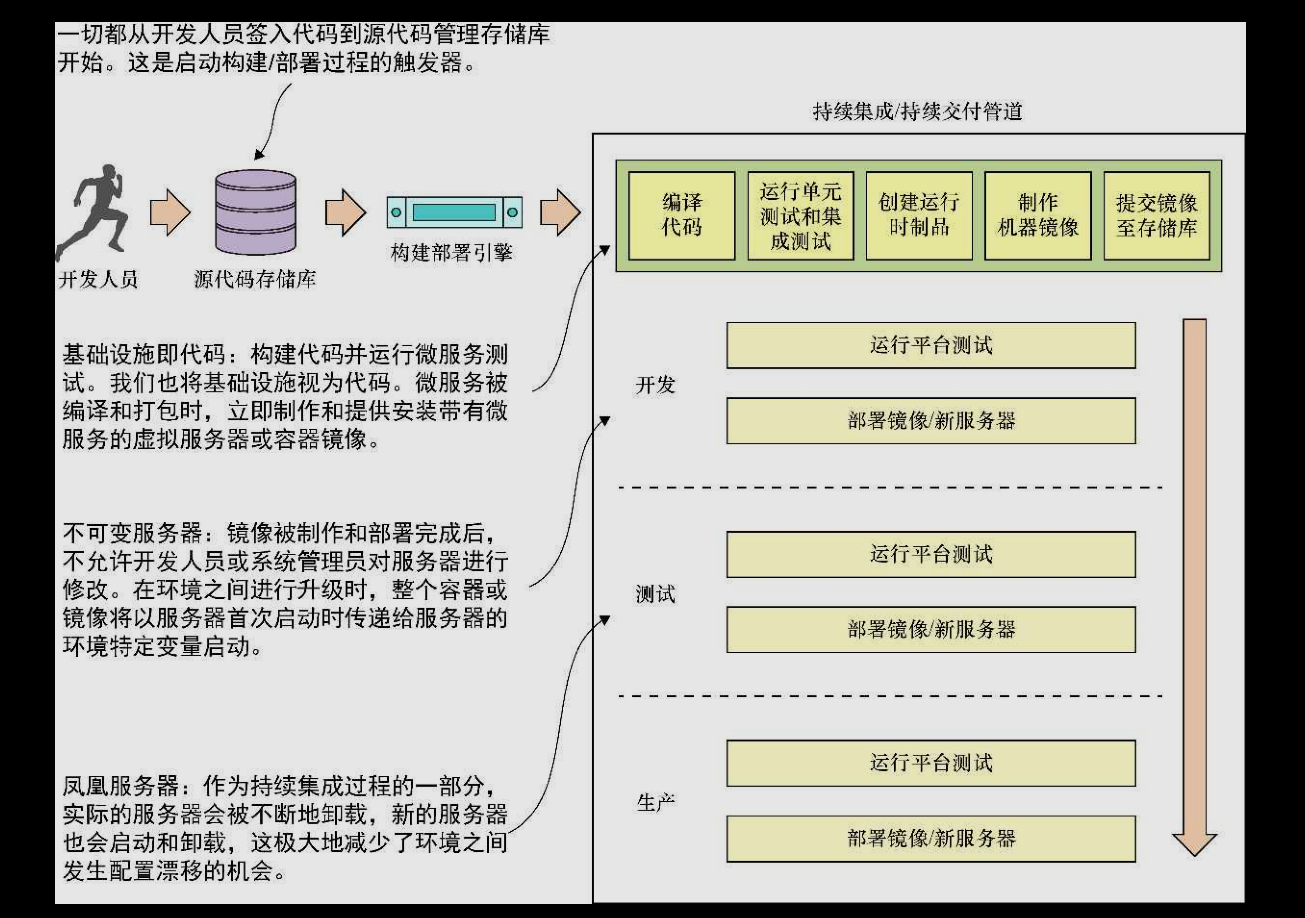 一切都从开发人员签入代码到源代码管理存储库
开始。这是启动构建/部署过程的触发器。
持续集成/持续交付管道
开发人员
源代码存储库
构建部署引擎
编译
代码
运行单元
测试和集
成测试
创建运行
时制品
制作
机器镜像
提交镜像
至存储库
基础设施即代码：构建代码并运行微服务测
试。我们也将基础设施视为代码。微服务被
编译和打包时，立即制作和提供安装带有微
服务的虚拟服务器或容器镜像。
开发
运行平台测试
部署镜像/新服务器
不可变服务器：镜像被制作和部署完成后，
不允许开发人员或系统管理员对服务器进行
修改。在环境之间进行升级时，整个容器或
镜像将以服务器首次启动时传递给服务器的
环境特定变量启动。
测试
运行平台测试
部署镜像/新服务器
凤凰服务器：作为持续集成过程的一部分，
实际的服务器会被不断地卸载，新的服务器
也会启动和卸载，这极大地减少了环境之间
发生配置漂移的机会。
生产
运行平台测试
部署镜像/新服务器